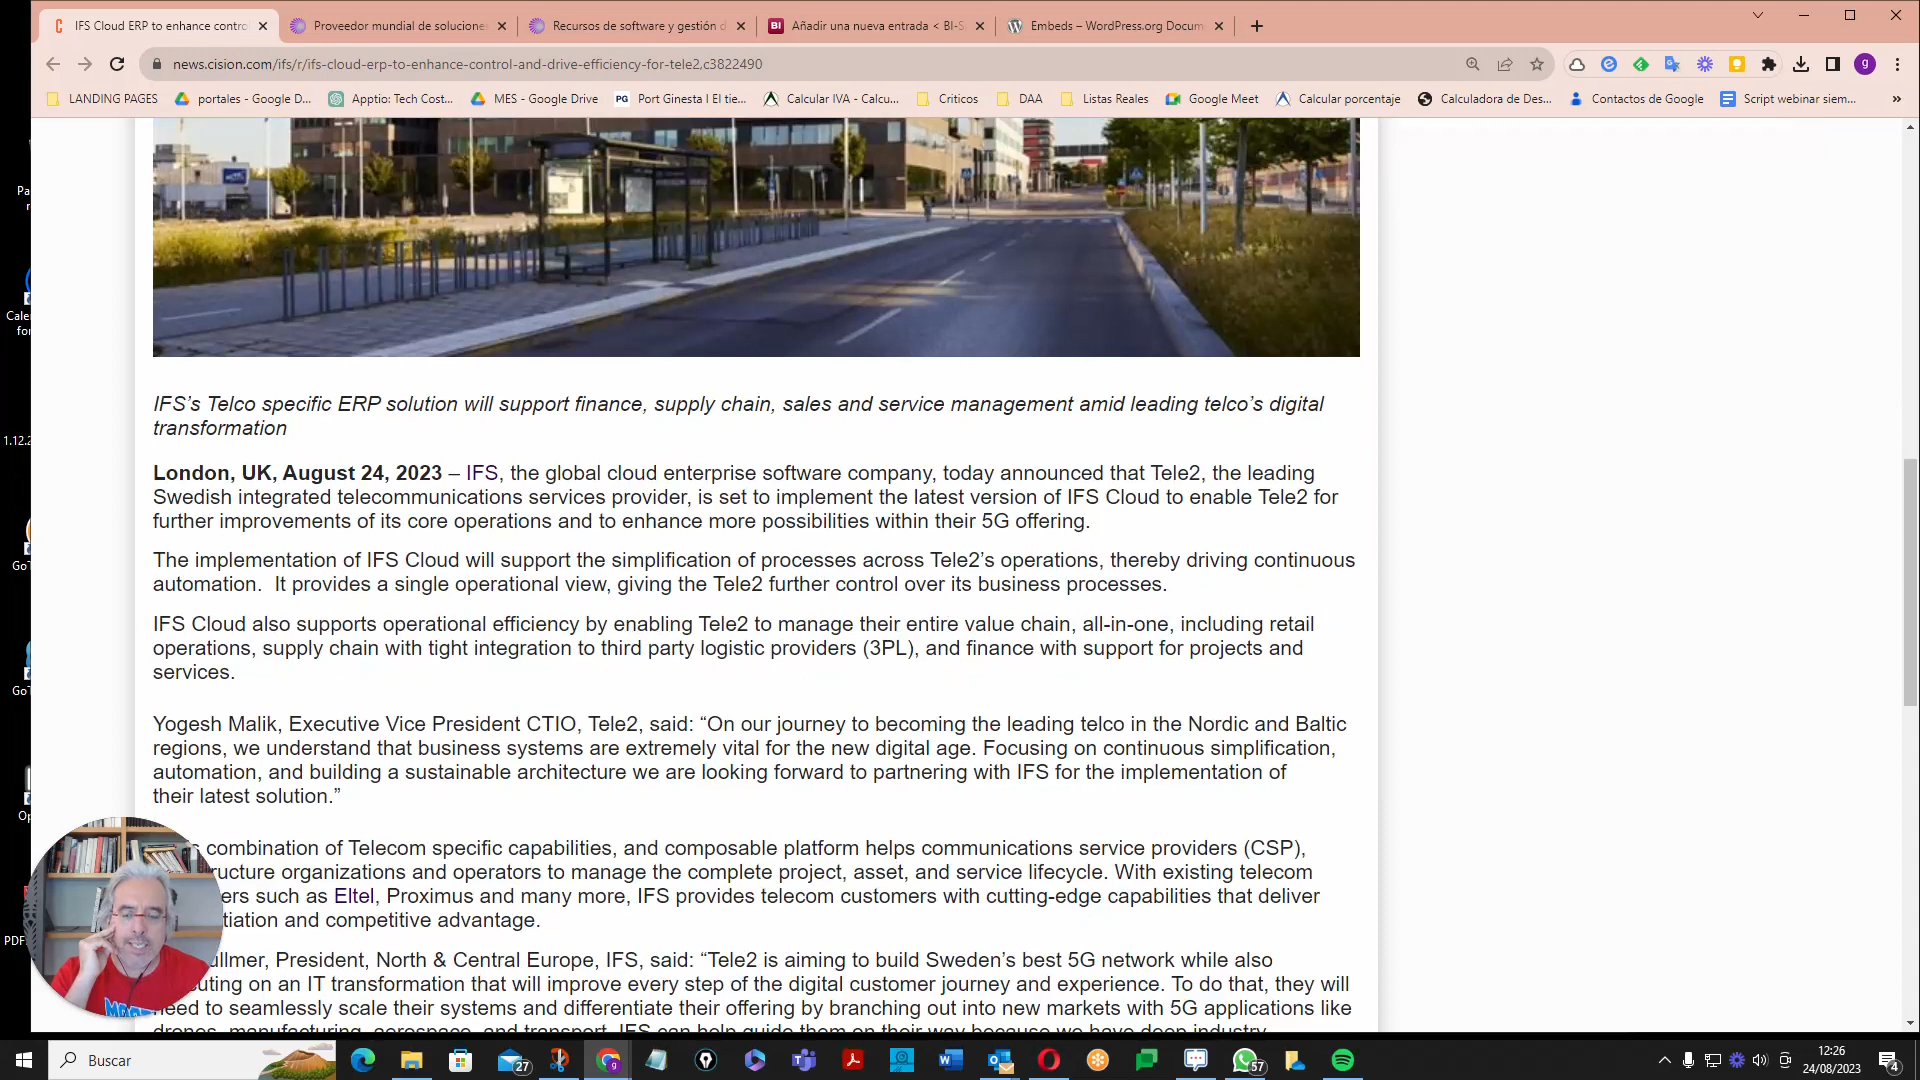 IFS Cloud ERP to enhance contro
Proveedor mundial de soluciones
Recursos de software y gestión d
BI
Añadir una nueva entrada < BI-S
Embeds – WordPress.org Docum
news.cision.com/ifs/r/ifs-cloud-erp-to-enhance-control-and-drive-efficiency-for-tele2,c3822490
g
LANDING PAGES
portales - Google D...
Apptio: Tech Cost...
MES - Google Drive
PG
Port Ginesta I El tie...
Calcular IVA - Calcu...
Criticos
DAA
Listas Reales
Google Meet
Calcular porcentaje
Calculadora de Des...
Contactos de Google
Script webinar siem...
»
Pa
r
Cale
for
1.12.2
GoT
GoT
Op
PDF
IFS’s Telco specific ERP solution will support finance, supply chain, sales and service management amid leading telco’s digital
transformation
London, UK, August 24, 2023 – IFS, the global cloud enterprise software company, today announced that Tele2, the leading
Swedish integrated telecommunications services provider, is set to implement the latest version of IFS Cloud to enable Tele2 for
further improvements of its core operations and to enhance more possibilities within their 5G offering.
The implementation of IFS Cloud will support the simplification of processes across Tele2’s operations, thereby driving continuous
automation.  It provides a single operational view, giving the Tele2 further control over its business processes.
IFS Cloud also supports operational efficiency by enabling Tele2 to manage their entire value chain, all-in-one, including retail
operations, supply chain with tight integration to third party logistic providers (3PL), and finance with support for projects and
services.
Yogesh Malik, Executive Vice President CTIO, Tele2, said: “On our journey to becoming the leading telco in the Nordic and Baltic
regions, we understand that business systems are extremely vital for the new digital age. Focusing on continuous simplification,
automation, and building a sustainable architecture we are looking forward to partnering with IFS for the implementation of
their latest solution.”
combination of Telecom specific capabilities, and composable platform helps communications service providers (CSP),
ructure organizations and operators to manage the complete project, asset, and service lifecycle. With existing telecom
ers such as Eltel, Proximus and many more, IFS provides telecom customers with cutting-edge capabilities that deliver
tiation and competitive advantage.
llmer, President, North & Central Europe, IFS, said: “Tele2 is aiming to build Sweden’s best 5G network while also
uting on an IT transformation that will improve every step of the digital customer journey and experience. To do that, they will
need to seamlessly scale their systems and differentiate their offering by branching out into new markets with 5G applications like
drones, manufacturing, aerospace, and transport. IFS can help guide them on their way because we have deep industry
Buscar
27
57
12:26
24/08/2023
4